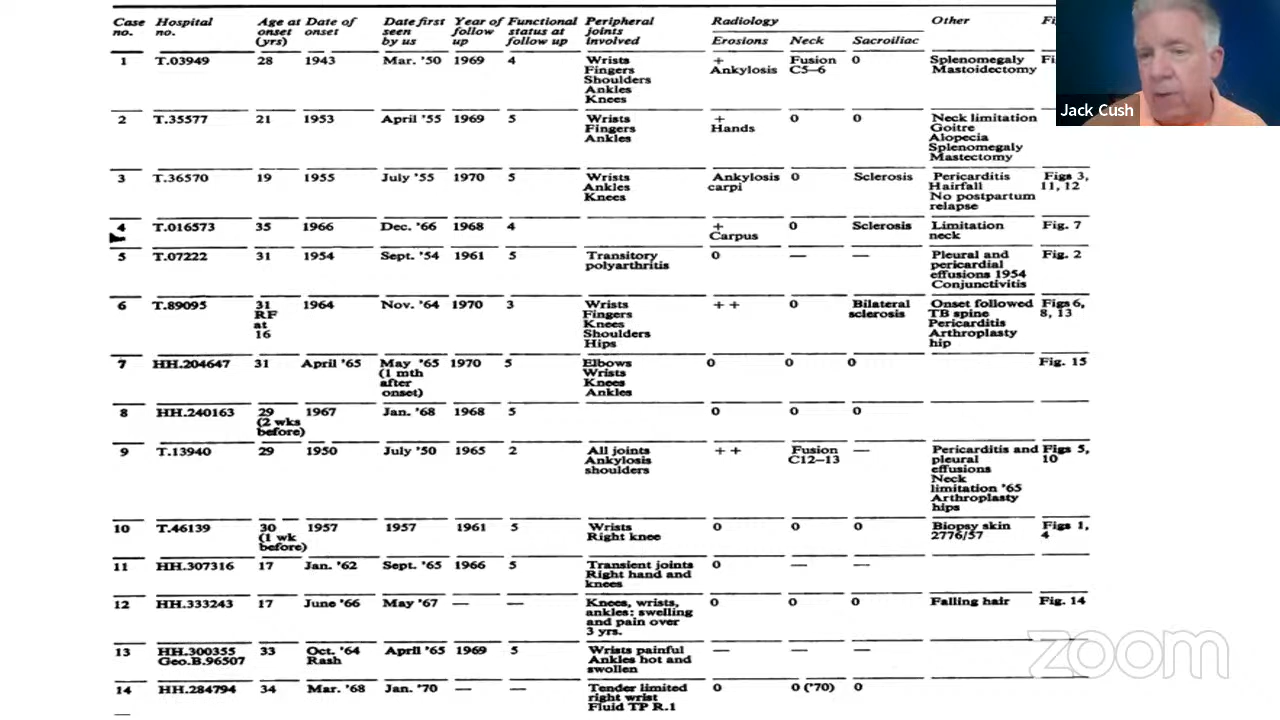 Case no. Hospital no. Age at onset (yrs) Date of onset Date first seen by us Year of follow up Functional status at follow up Peripheral joints involved Radiology Other
Erosions Neck Sacroiliac
Jack Cush
1 T.03949 28 1943 Mar. '50 1969 4 Wrists + Fusion 0 Splenomegaly
Fingers Ankylosis C5–6 Mastoidectomy
Shoulders
Ankles
Knees
2 T.35577 21 1953 April '55 1969 5 Wrists + 0 0 Neck limitation
Fingers Hands Goitre
Ankles Alopecia
Splenomegaly
Mastectomy
3 T.36570 19 1955 July '55 1970 5 Wrists Ankylosis 0 Sclerosis Pericarditis Figs 3,
Ankles carpi Hairfall 11, 12
Knees No postpartum
relapse
4 T.016573 35 1966 Dec. '66 1968 4 + 0 Sclerosis Limitation Fig. 7
Carpus neck
5 T.07222 31 1954 Sept. '54 1961 5 Transitory 0 — — Pleural and Fig. 2
polyarthritis pericardial
effusions 1954
Conjunctivitis
6 T.89095 31 1964 Nov. '64 1970 3 Wrists + + 0 Bilateral Onset followed Figs 6,
RF Fingers sclerosis TB spine 8, 13
at Knees Pericarditis
16 Shoulders Arthroplasty
Hips hip
7 HH.204647 31 April '65 May '65 1970 5 Elbows 0 0 0 Fig. 15
(1 mth Wrists
after Knees
onset) Ankles
8 HH.240163 29 1967 Jan. '68 1968 5 0 0 0
(2 wks
before)
9 T.13940 29 1950 July '50 1965 2 All joints + + Fusion — Pericarditis and Figs 5,
Ankylosis C12–13 pleural 10
shoulders effusions
Neck
limitation '65
Arthroplasty
hips
10 T.46139 30 1957 1957 1961 5 Wrists 0 0 0 Biopsy skin Figs 1,
(1 wk Right knee 2776/57 4
before)
11 HH.307316 17 Jan. '62 Sept. '65 1966 5 Transient joints 0 — —
Right hand and
knees
12 HH.333243 17 June '66 May '67 — — Knees, wrists, 0 0 0 Falling hair Fig. 14
ankles: swelling
and pain over
3 yrs.
13 HH.300355 33 Oct. '64 April '65 1969 5 Wrists painful — — —
Geo.B.96507 Rash Ankles hot and
swollen
14 HH.284794 34 Mar. '68 Jan. '70 — — Tender limited 0 0 ('70) 0
right wrist
Fluid TP R.1
zoom